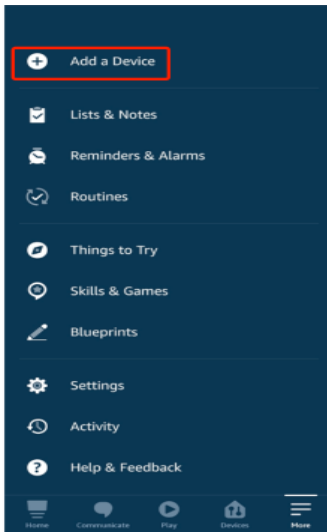 Add a Device
Lists & Notes
Reminders & Alarms
Routines
Things to Try
Skills & Games
Blueprints
Settings
Activity
Help & Feedback
Home Communicate Play Devices More